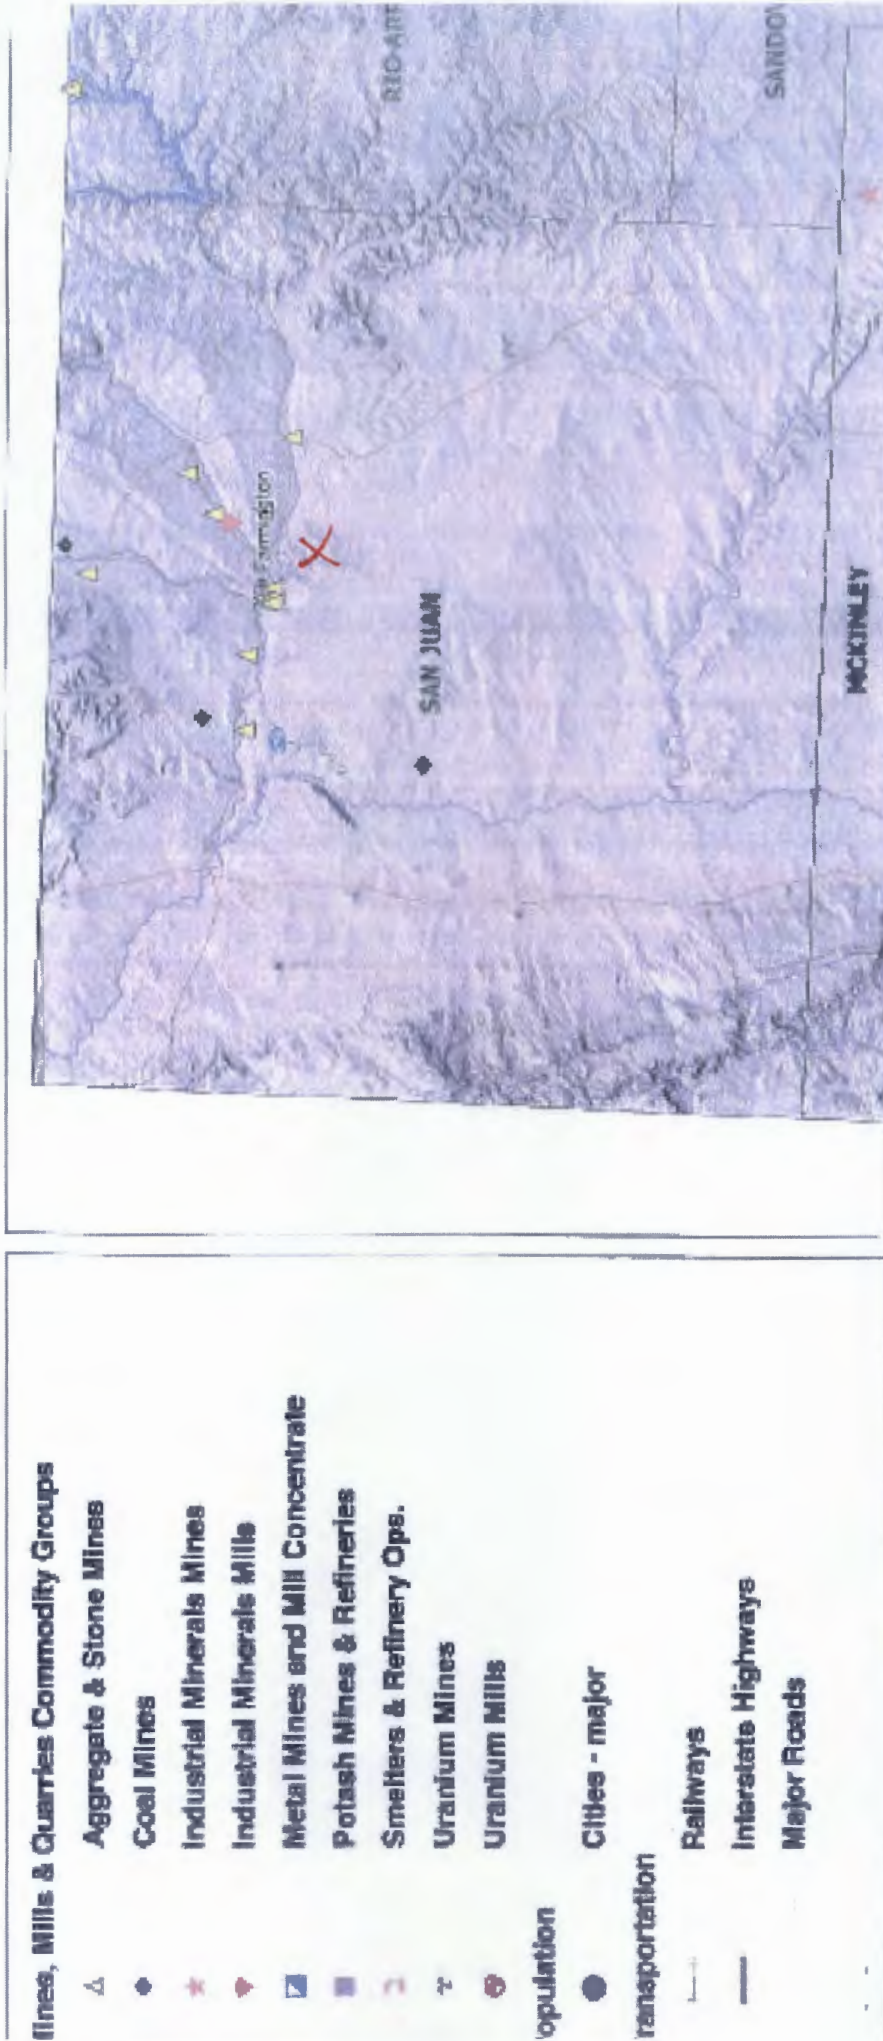 Mines, Mills & Quarries Commodity Groups
Aggregate & Stone Mines
Coal Mines
Industrial Minerals Mines
Industrial Minerals Mills
Metal Mines and Mill Concentrate
Potash Mines & Refineries
Smelters & Refinery Ops.
Uranium Mines
Uranium Mills
opulation
Cities - major
ransportation
Railways
Interstate Highways
Major Roads
Farmington
SAN JUAN
MCKINLEY
RIO ARR
SANDOV